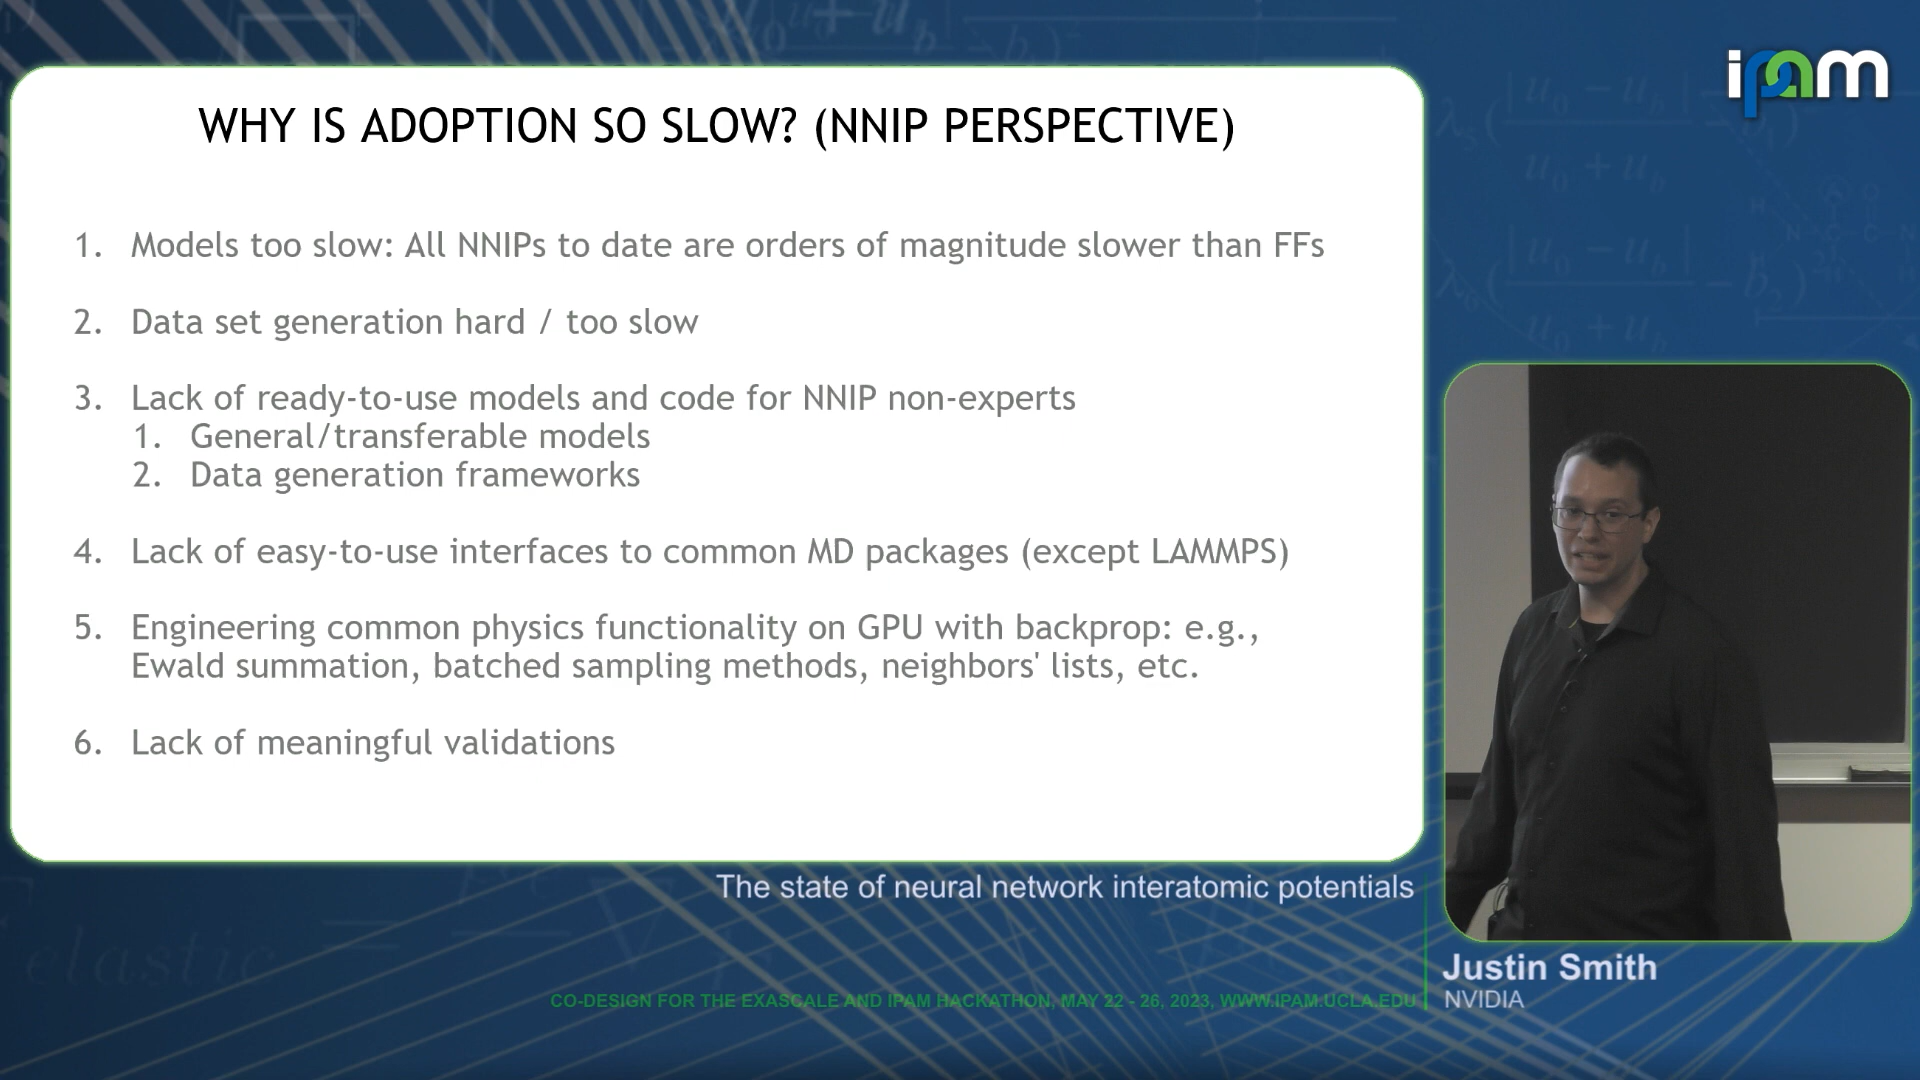 ipam
WHY IS ADOPTION SO SLOW? (NNIP PERSPECTIVE)
1. Models too slow: All NNIPs to date are orders of magnitude slower than FFs
2. Data set generation hard / too slow
3. Lack of ready-to-use models and code for NNIP non-experts
1. General/transferable models
2. Data generation frameworks
4. Lack of easy-to-use interfaces to common MD packages (except LAMMPS)
5. Engineering common physics functionality on GPU with backprop: e.g.,
Ewald summation, batched sampling methods, neighbors' lists, etc.
6. Lack of meaningful validations
The state of neural network interatomic potentials
Justin Smith
NVIDIA
CO-DESIGN FOR THE EXASCALE AND IPAM HACKATHON, MAY 22 - 26, 2023, WWW.IPAM.UCLA.EDU
elastic